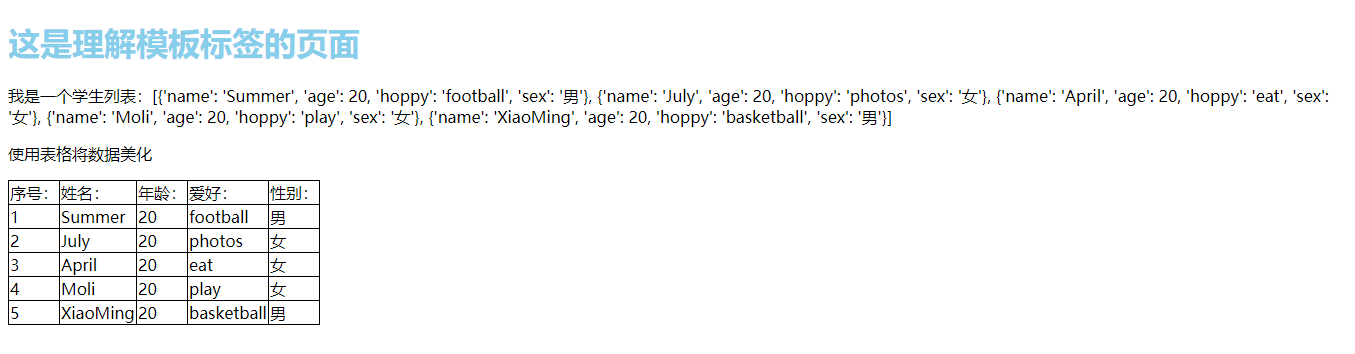 这是理解模板标签的页面
我是一个学生列表：[{'name': 'Summer', 'age': 20, 'hoppy': 'football', 'sex': '男'}, {'name': 'July', 'age': 20, 'hoppy': 'photos', 'sex': '女'}, {'name': 'April', 'age': 20, 'hoppy': 'eat', 'sex':
'女'}, {'name': 'Moli', 'age': 20, 'hoppy': 'play', 'sex': '女'}, {'name': 'XiaoMing', 'age': 20, 'hoppy': 'basketball', 'sex': '男'}]
使用表格将数据美化
序号： 姓名： 年龄： 爱好： 性别：
1 Summer 20 football 男
2 July 20 photos 女
3 April 20 eat 女
4 Moli 20 play 女
5 XiaoMing 20 basketball 男